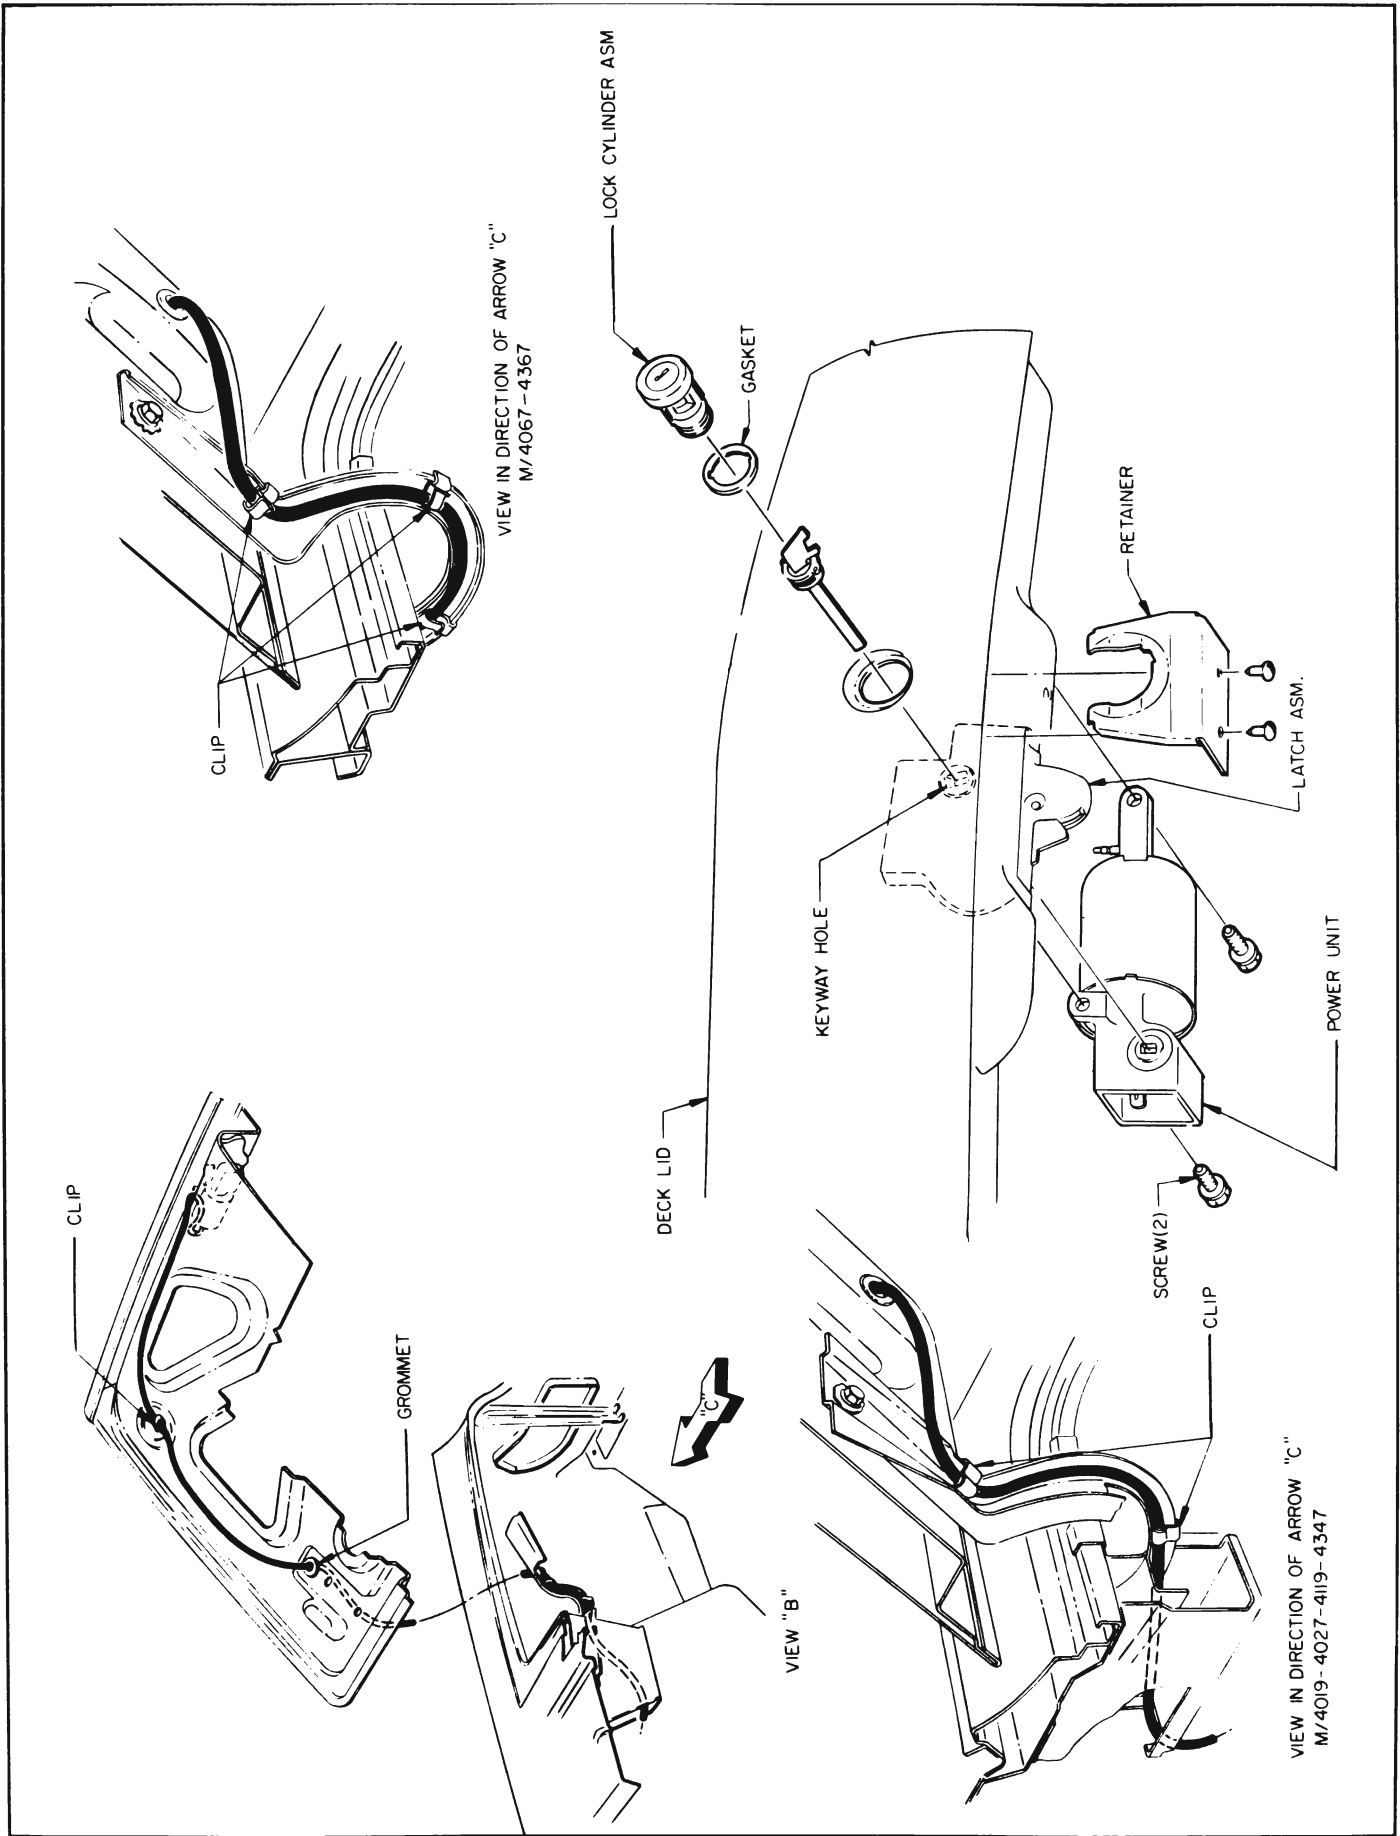 CLIP
GROMMET
VIEW "B"
"C"
CLIP
VIEW IN DIRECTION OF ARROW "C"
M/4067-4367
LOCK CYLINDER ASM
GASKET
RETAINER
LATCH ASM.
KEYWAY HOLE
DECK LID
POWER UNIT
SCREW(2)
CLIP
VIEW IN DIRECTION OF ARROW "C"
M/4019-4027-4119-4347